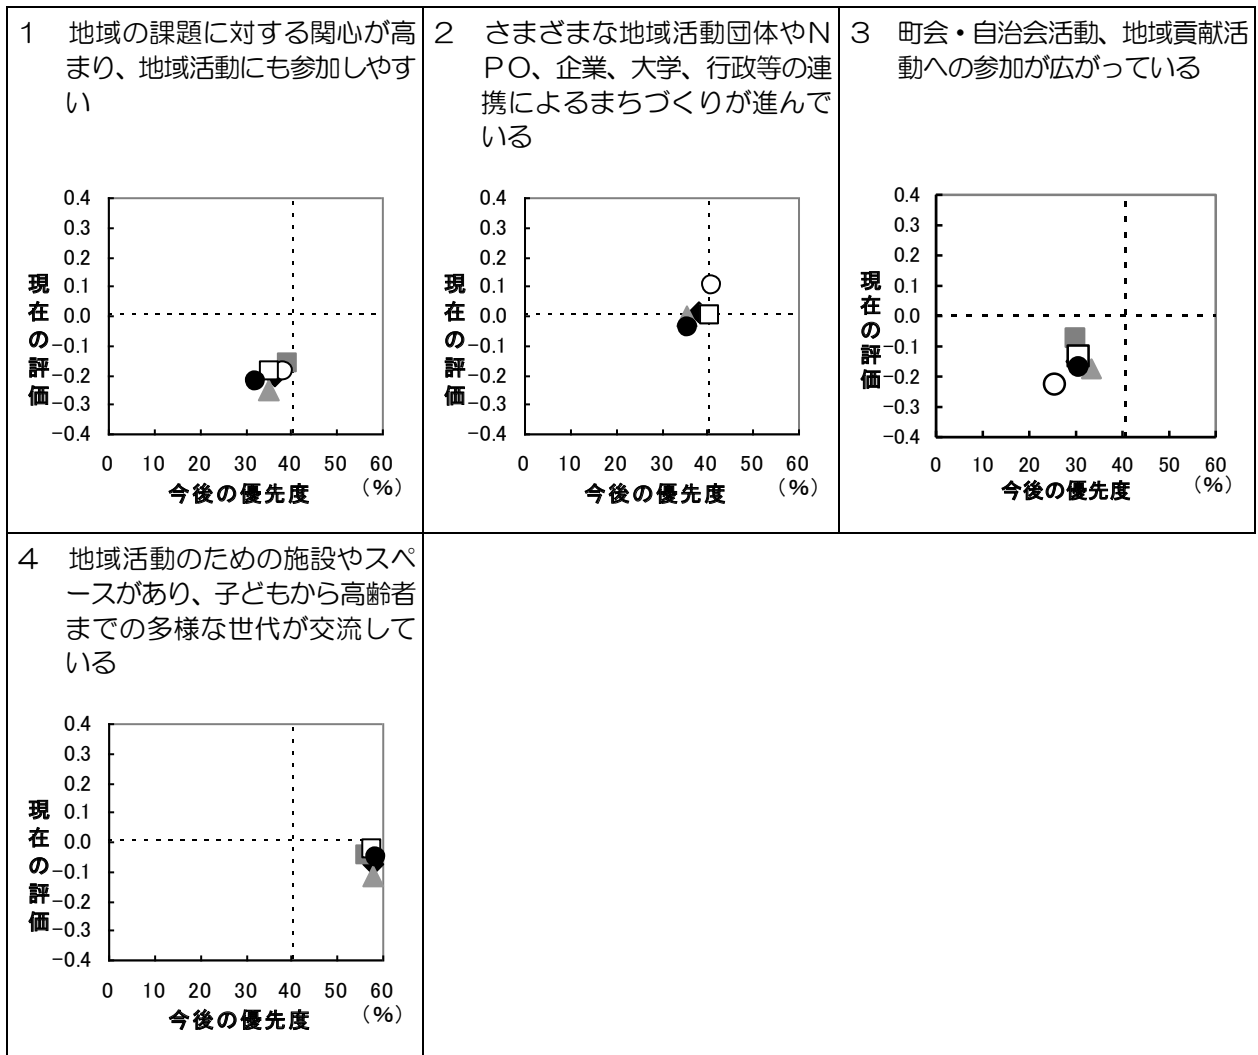 1 地域の課題に対する関心が高
まり、地域活動にも参加しやす
い
0.4
0.3
0.2
0.1
0.0
-0.1
-0.2
-0.3
-0.4
現在の評価
0 10 20 30 40 50 60
今後の優先度 (%)
2 さまざまな地域活動団体やN
PO、企業、大学、行政等の連
携によるまちづくりが進んで
いる
0.4
0.3
0.2
0.1
0.0
-0.1
-0.2
-0.3
-0.4
現在の評価
0 10 20 30 40 50 60
今後の優先度 (%)
3 町会・自治会活動、地域貢献活
動への参加が広がっている
0.4
0.3
0.2
0.1
0.0
-0.1
-0.2
-0.3
-0.4
現在の評価
0 10 20 30 40 50 60
今後の優先度 (%)
4 地域活動のための施設やスペ
ースがあり、子どもから高齢者
までの多様な世代が交流して
いる
0.4
0.3
0.2
0.1
0.0
-0.1
-0.2
-0.3
-0.4
現在の評価
0 10 20 30 40 50 60
今後の優先度 (%)